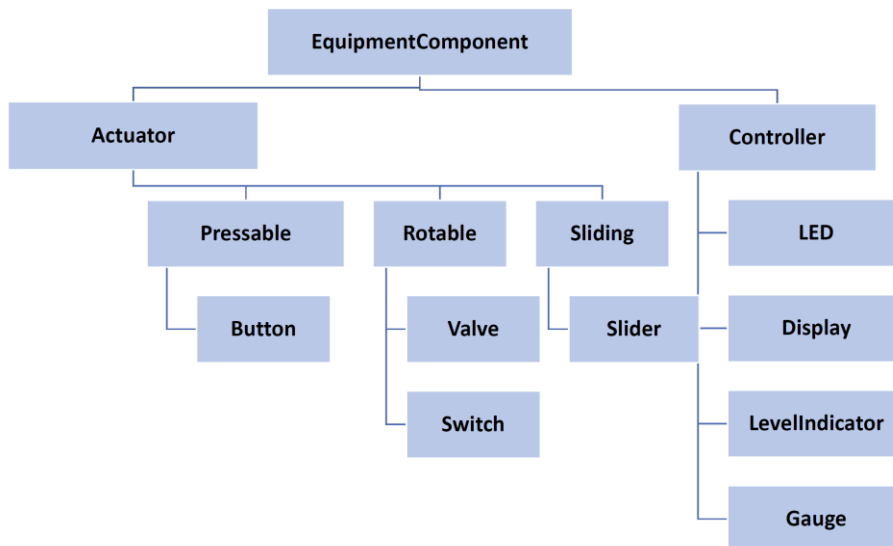 EquipmentComponent
Actuator
Controller
Pressable
Rotable
Sliding
LED
Button
Valve
Slider
Display
Switch
LevelIndicator
Gauge